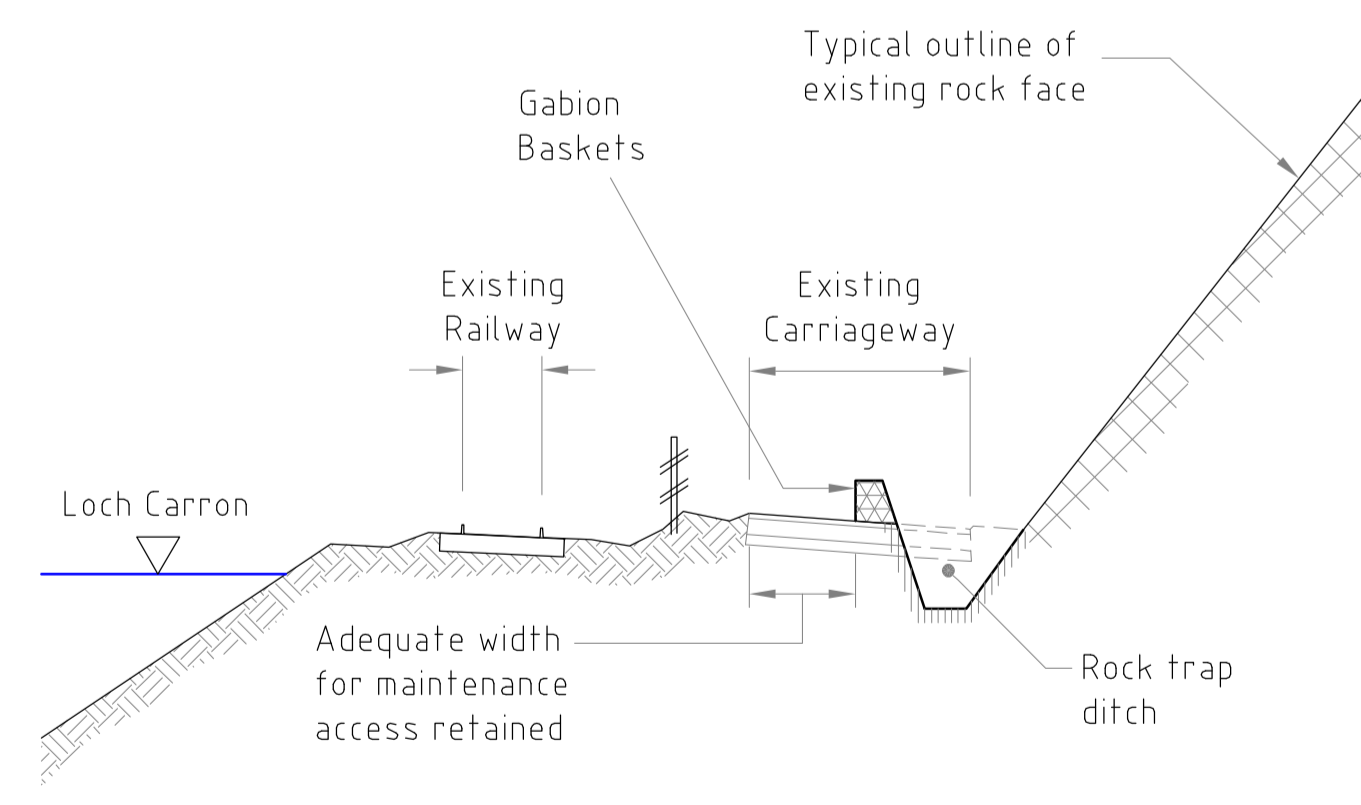 Typical outline of
existing rock face
Gabion
Baskets
Existing
Railway
Existing
Carriageway
Loch Carron
Adequate width
for maintenance
access retained
Rock trap
ditch